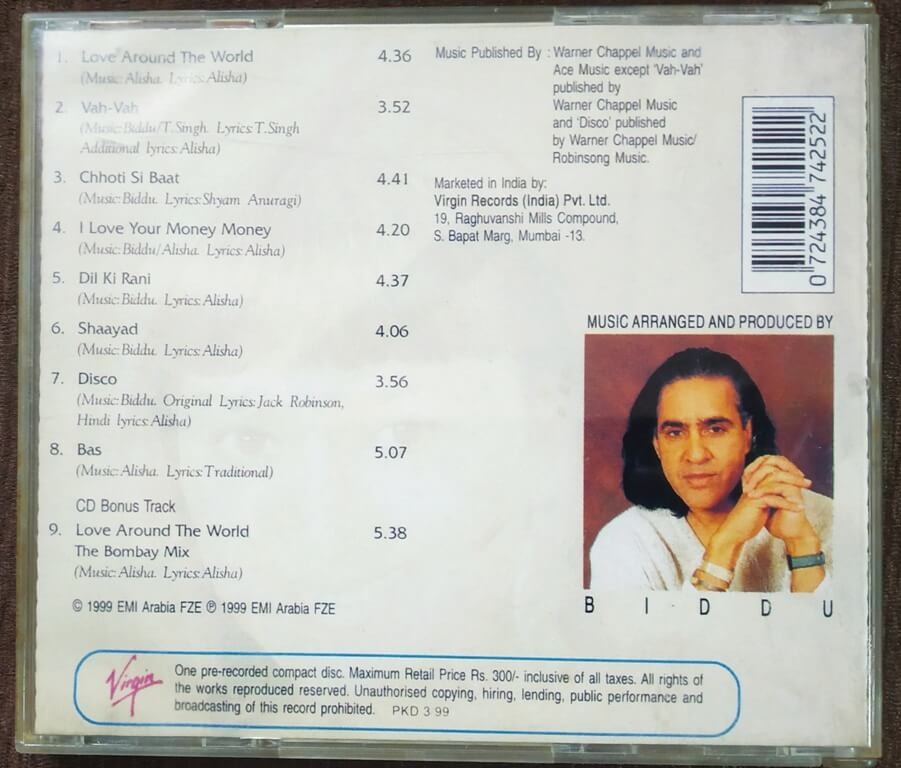 1. Love Around The World 4.36
(Music: Alisha. Lyrics:Alisha)
2. Vah-Vah 3.52
(Music:Biddu/T.Singh. Lyrics:T.Singh
Additional lyrics:Alisha)
3. Chhoti Si Baat 4.41
(Music:Biddu. Lyrics:Shyam Anuragi)
4. I Love Your Money Money 4.20
(Music:Biddu/Alisha. Lyrics:Alisha)
5. Dil Ki Rani 4.37
(Music:Biddu. Lyrics:Alisha)
6. Shaayad 4.06
(Music:Biddu. Lyrics:Alisha)
7. Disco 3.56
(Music:Biddu. Original Lyrics:Jack Robinson,
Hindi lyrics:Alisha)
8. Bas 5.07
(Music:Alisha. Lyrics:Traditional)
CD Bonus Track
9. Love Around The World 5.38
The Bombay Mix
(Music:Alisha. Lyrics:Alisha)
© 1999 EMI Arabia FZE ℗ 1999 EMI Arabia FZE
Music Published By : Warner Chappel Music and
Ace Music except 'Vah-Vah'
published by
Warner Chappel Music
and 'Disco' published
by Warner Chappel Music/
Robinsong Music.
Marketed in India by:
Virgin Records (India) Pvt. Ltd.
19, Raghuvanshi Mills Compound,
S. Bapat Marg, Mumbai -13.
0 724384 742522
MUSIC ARRANGED AND PRODUCED BY
BIDDU
Virgin
One pre-recorded compact disc. Maximum Retail Price Rs. 300/- inclusive of all taxes. All rights of
the works reproduced reserved. Unauthorised copying, hiring, lending, public performance and
broadcasting of this record prohibited. PKD 3 99